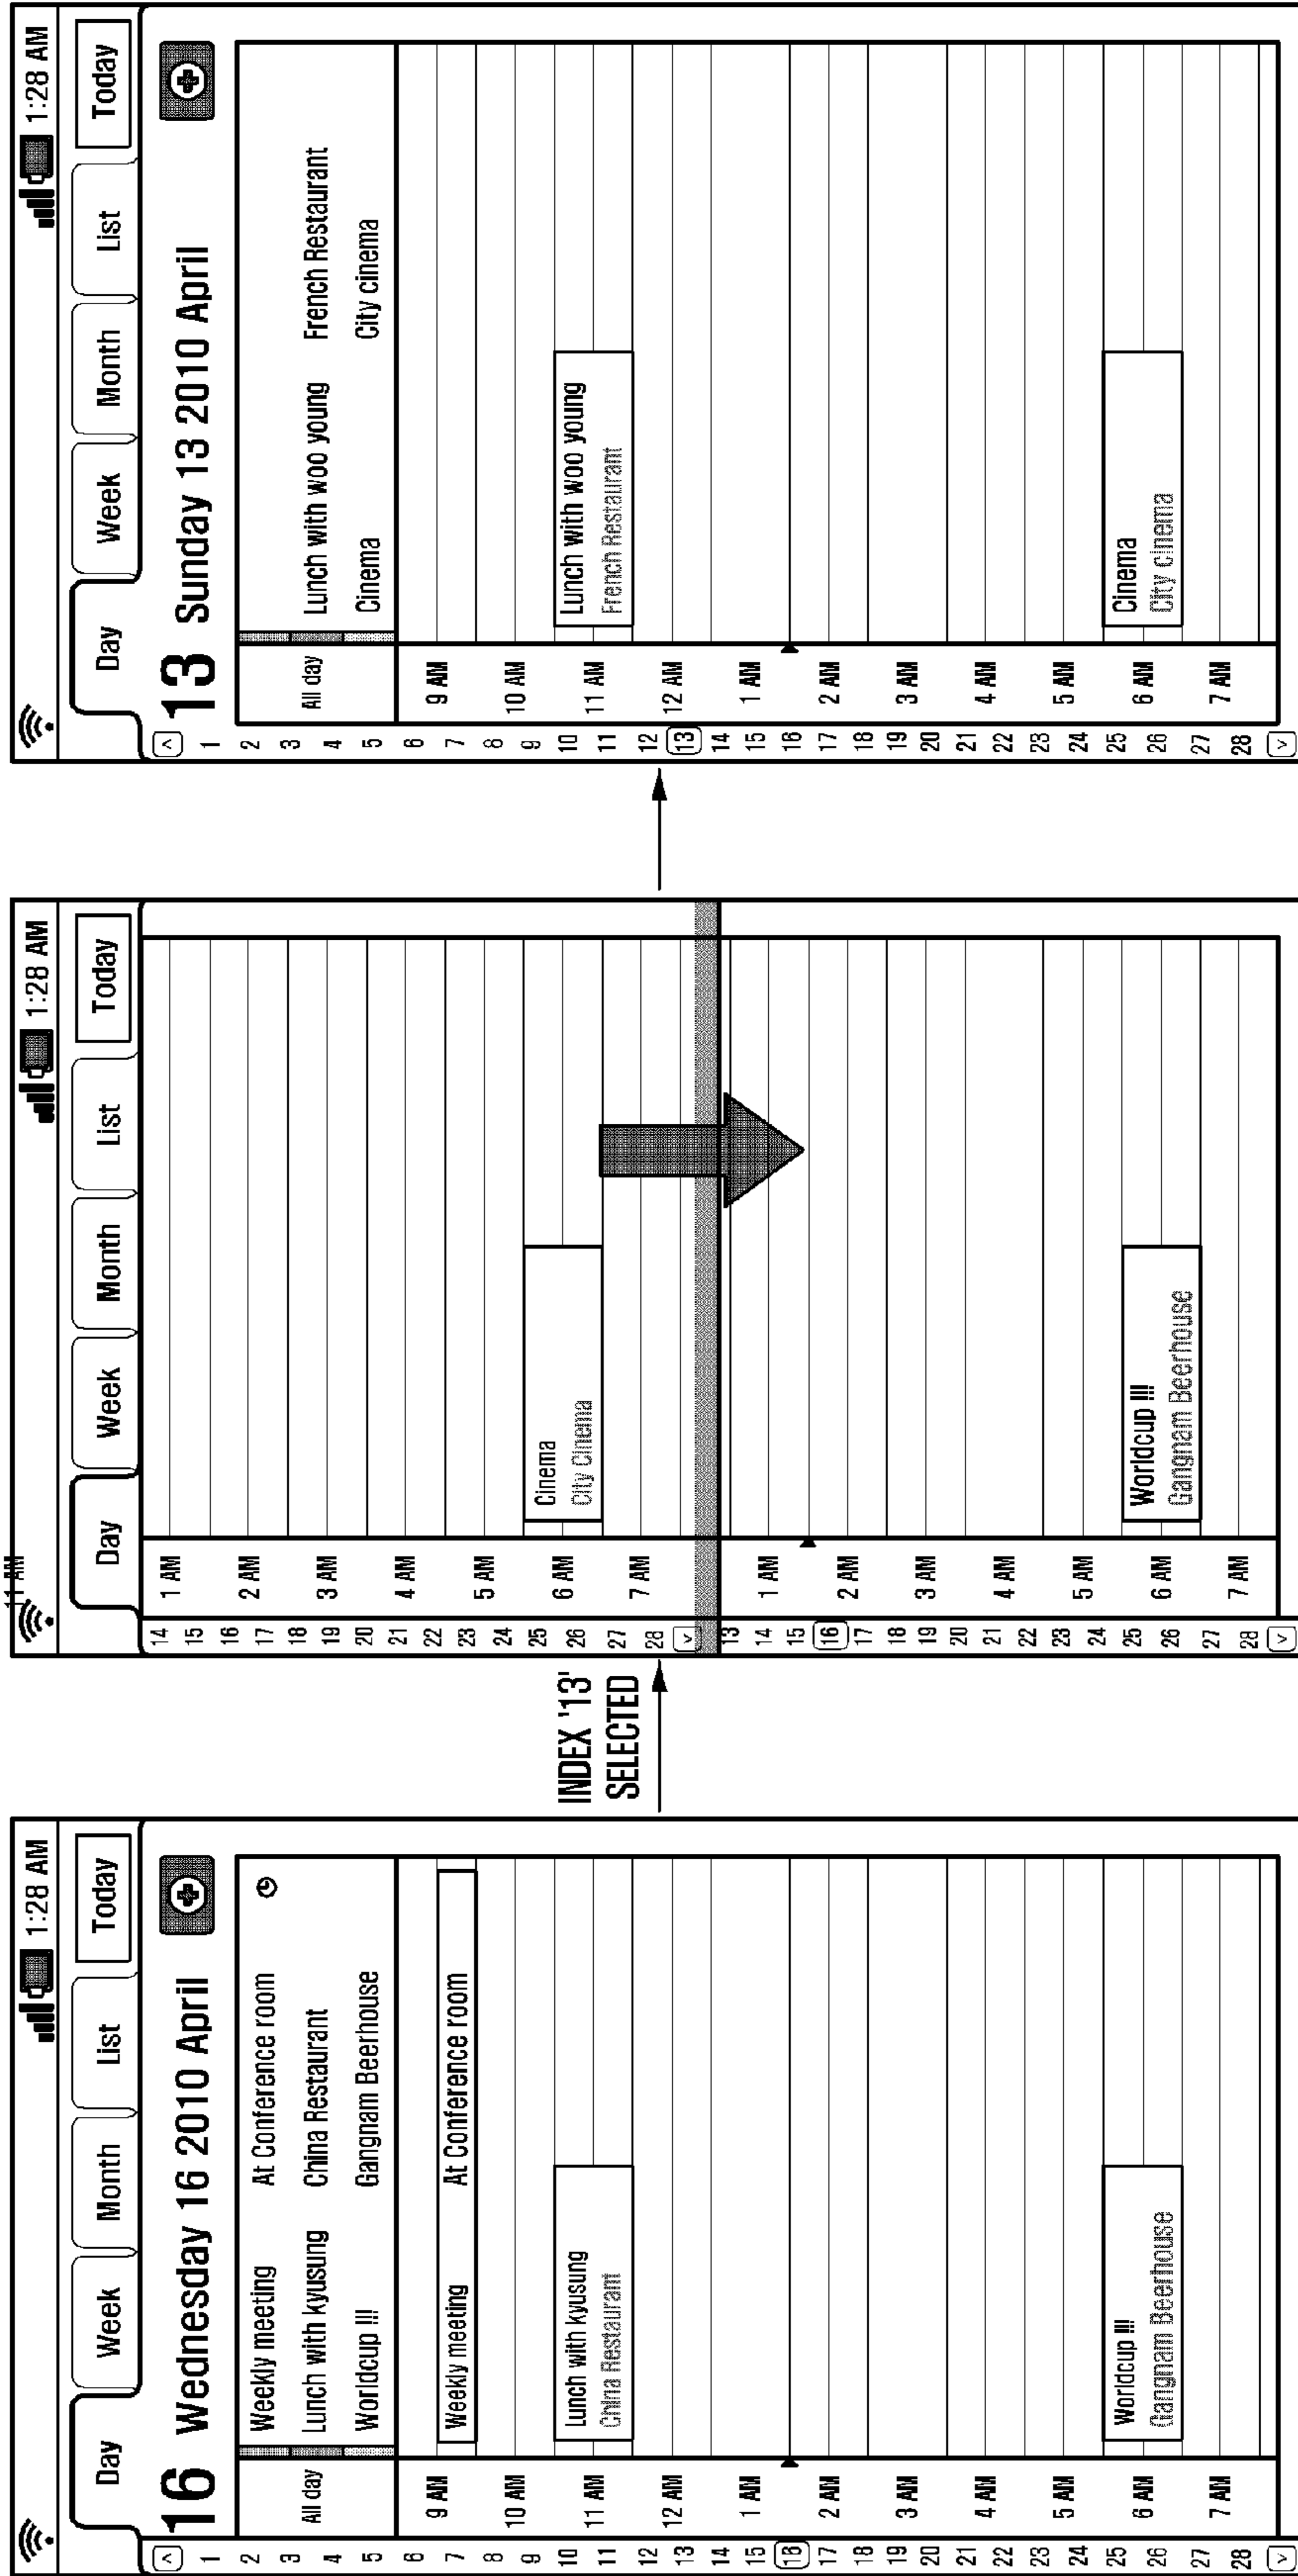 1:28 AM
Day Week Month List Today
16 Wednesday 16 2010 April
All day
Weekly meeting At Conference room
Lunch with kyusung China Restaurant
Worldcup !!! Gangnam Beerhouse
9 AM
Weekly meeting At Conference room
10 AM
11 AM
Lunch with kyusung
China Restaurant
12 AM
1 AM
2 AM
3 AM
4 AM
5 AM
6 AM
Worldcup !!!
Gangnam Beerhouse
7 AM
^
1
2
3
4
5
6
7
8
9
10
11
12
13
14
15
16
17
18
19
20
21
22
23
24
25
26
27
28
v
INDEX '13'
SELECTED
11 AM
1:28 AM
Day Week Month List Today
1 AM
2 AM
3 AM
4 AM
5 AM
6 AM
Cinema
City Cinema
7 AM
14
15
16
17
18
19
20
21
22
23
24
25
26
27
28
v
1 AM
2 AM
3 AM
4 AM
5 AM
6 AM
Worldcup !!!
Gangnam Beerhouse
7 AM
13
14
15
16
17
18
19
20
21
22
23
24
25
26
27
28
v
1:28 AM
Day Week Month List Today
13 Sunday 13 2010 April
All day
Lunch with woo young French Restaurant
Cinema City cinema
9 AM
10 AM
11 AM
Lunch with woo young
French Restaurant
12 AM
1 AM
2 AM
3 AM
4 AM
5 AM
6 AM
Cinema
City cinema
7 AM
^
1
2
3
4
5
6
7
8
9
10
11
12
13
14
15
16
17
18
19
20
21
22
23
24
25
26
27
28
v